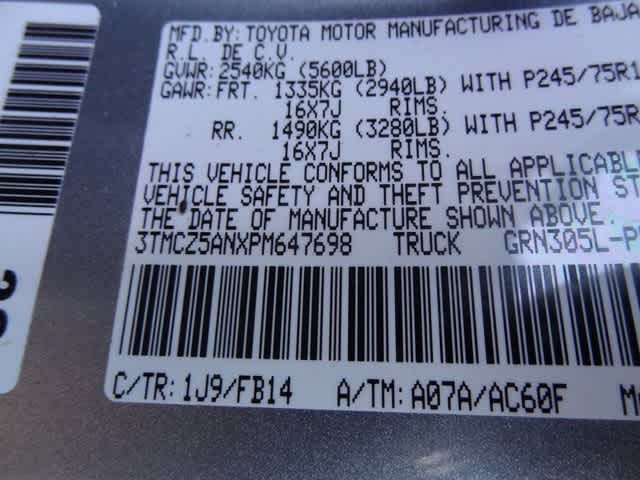 MFD.BY: TOYOTA MOTOR MANUFACTURING DE BAJA
R.L. DE C.V.
GVWR: 2540KG (5600LB)
GAWR: FRT. 1335KG (2940LB) WITH P245/75R1
16X7J RIMS.
RR. 1490KG (3280LB) WITH P245/75R
16X7J RIMS.
THIS VEHICLE CONFORMS TO ALL APPLICABLE
VEHICLE SAFETY AND THEFT PREVENTION ST
THE DATE OF MANUFACTURE SHOWN ABOVE.
3TMCZ5ANXPM647698 TRUCK GRN305L-P
C/TR: 1J9/FB14 A/TM: A07A/AC60F M